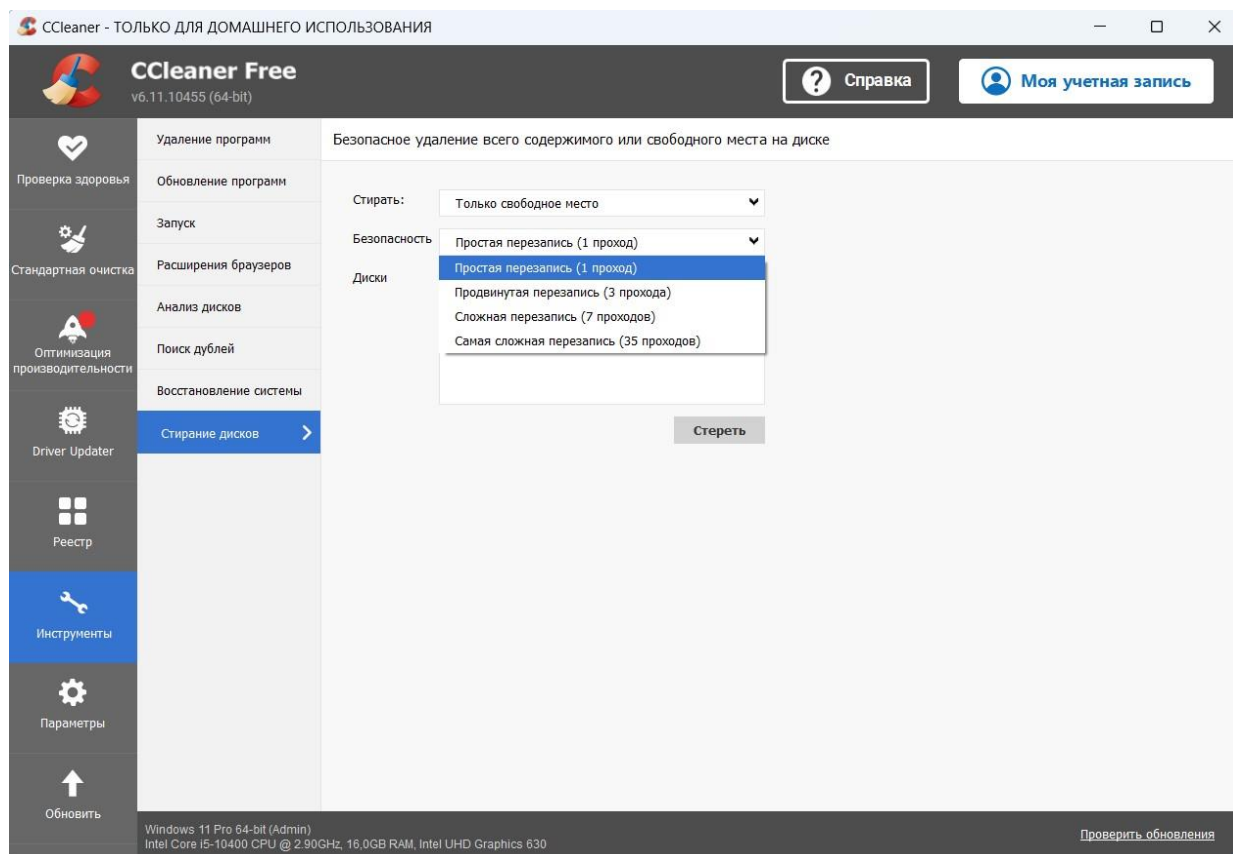 CCleaner - ТОЛЬКО ДЛЯ ДОМАШНЕГО ИСПОЛЬЗОВАНИЯ
CCleaner Free
v6.11.10455 (64-bit)
Справка
Моя учетная запись
Проверка здоровья
Стандартная очистка
Оптимизация
производительности
Driver Updater
Реестр
Инструменты
Параметры
Обновить
Удаление программ
Обновление программ
Запуск
Расширения браузеров
Анализ дисков
Поиск дублей
Восстановление системы
Стирание дисков
Безопасное удаление всего содержимого или свободного места на диске
Стирать:
Только свободное место
Безопасность
Простая перезапись (1 проход)
Диски
Простая перезапись (1 проход)
Продвинутая перезапись (3 прохода)
Сложная перезапись (7 проходов)
Самая сложная перезапись (35 проходов)
Стереть
Windows 11 Pro 64-bit (Admin)
Intel Core i5-10400 CPU @ 2.90GHz, 16,0GB RAM, Intel UHD Graphics 630
Проверить обновления